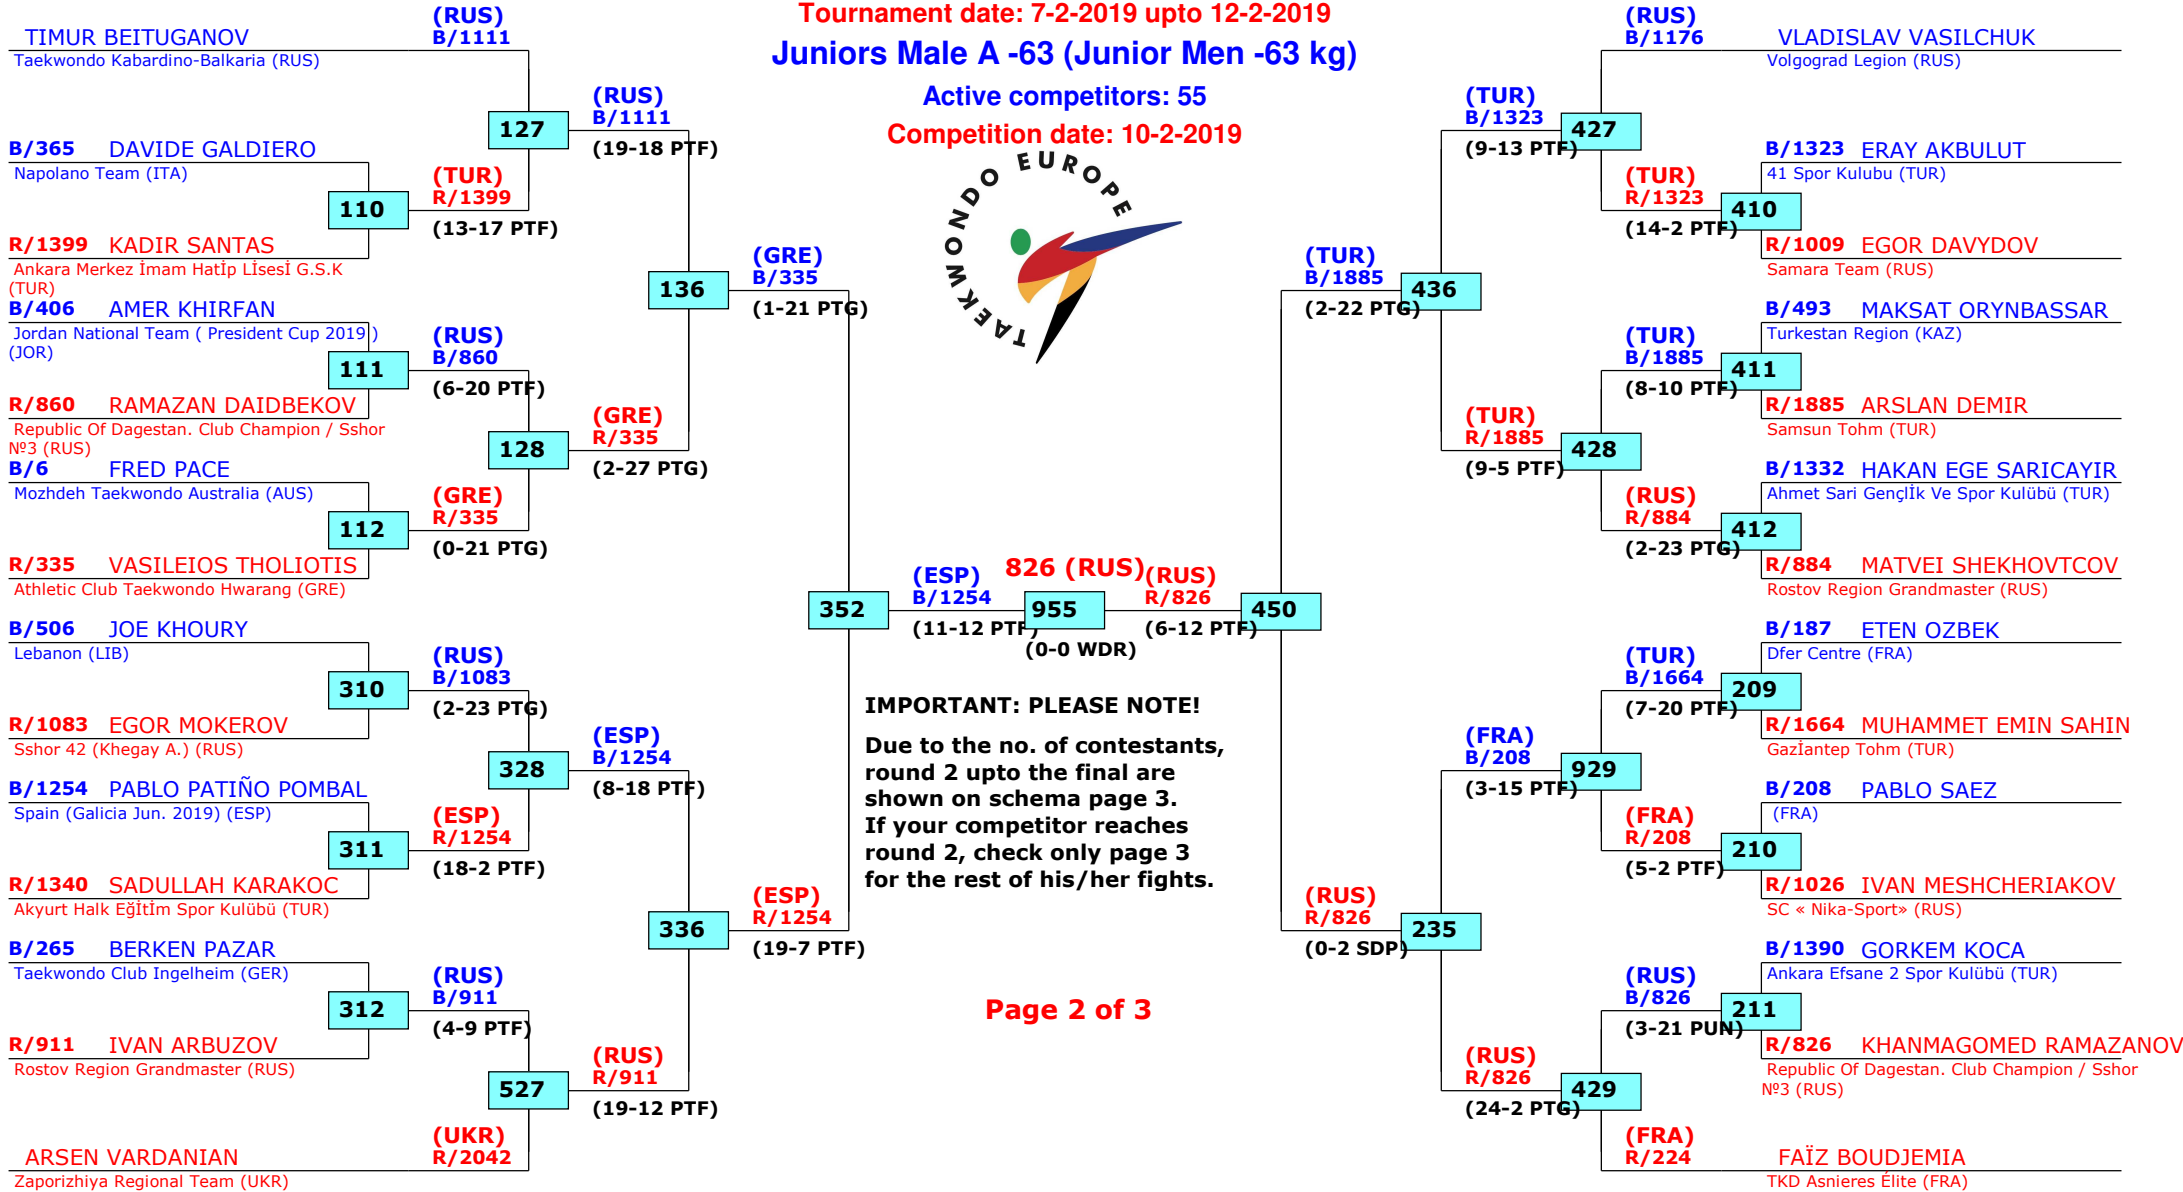 Tournament date: 7-2-2019 upto 12-2-2019
Juniors Male A -63 (Junior Men -63 kg)
Active competitors: 55
Competition date: 10-2-2019
TAEKWONDO EUROPE
TIMUR BEITUGANOV
Taekwondo Kabardino-Balkaria (RUS)
(RUS)
B/1111
B/365 DAVIDE GALDIERO
Napolano Team (ITA)
110
R/1399 KADIR SANTAS
Ankara Merkez İmam Hatİp Lİsesİ G.S.K
(TUR)
(TUR)
R/1399
(13-17 PTF)
127
(RUS)
B/1111
(19-18 PTF)
B/406 AMER KHIRFAN
Jordan National Team ( President Cup 2019 )
(JOR)
111
R/860 RAMAZAN DAIDBEKOV
Republic Of Dagestan. Club Champion / Sshor
№3 (RUS)
(RUS)
B/860
(6-20 PTF)
B/6 FRED PACE
Mozhdeh Taekwondo Australia (AUS)
112
R/335 VASILEIOS THOLIOTIS
Athletic Club Taekwondo Hwarang (GRE)
(GRE)
R/335
(0-21 PTG)
128
(GRE)
R/335
(2-27 PTG)
136
(GRE)
B/335
(1-21 PTG)
B/506 JOE KHOURY
Lebanon (LIB)
310
R/1083 EGOR MOKEROV
Sshor 42 (Khegay A.) (RUS)
(RUS)
B/1083
(2-23 PTG)
B/1254 PABLO PATIÑO POMBAL
Spain (Galicia Jun. 2019) (ESP)
311
R/1340 SADULLAH KARAKOC
Akyurt Halk Eğİtİm Spor Kulübü (TUR)
(ESP)
R/1254
(18-2 PTF)
328
(ESP)
B/1254
(8-18 PTF)
B/265 BERKEN PAZAR
Taekwondo Club Ingelheim (GER)
312
R/911 IVAN ARBUZOV
Rostov Region Grandmaster (RUS)
(RUS)
B/911
(4-9 PTF)
ARSEN VARDANIAN
Zaporizhiya Regional Team (UKR)
(UKR)
R/2042
527
(RUS)
R/911
(19-12 PTF)
336
(ESP)
R/1254
(19-7 PTF)
352
(ESP)
B/1254
(11-12 PTF)
826 (RUS)
955
(0-0 WDR)
(RUS)
R/826
(6-12 PTF)
450
IMPORTANT: PLEASE NOTE!
Due to the no. of contestants,
round 2 upto the final are
shown on schema page 3.
If your competitor reaches
round 2, check only page 3
for the rest of his/her fights.
Page 2 of 3
(TUR)
B/1885
(2-22 PTG)
436
(TUR)
B/1323
(9-13 PTF)
427
(RUS)
B/1176
VLADISLAV VASILCHUK
Volgograd Legion (RUS)
(TUR)
R/1323
(14-2 PTF)
410
B/1323 ERAY AKBULUT
41 Spor Kulubu (TUR)
R/1009 EGOR DAVYDOV
Samara Team (RUS)
(TUR)
R/1885
(9-5 PTF)
428
(TUR)
B/1885
(8-10 PTF)
411
B/493 MAKSAT ORYNBASSAR
Turkestan Region (KAZ)
R/1885 ARSLAN DEMIR
Samsun Tohm (TUR)
(RUS)
R/884
(2-23 PTG)
412
B/1332 HAKAN EGE SARICAYIR
Ahmet Sari Gençlİk Ve Spor Kulübü (TUR)
R/884 MATVEI SHEKHOVTCOV
Rostov Region Grandmaster (RUS)
(RUS)
R/826
(0-2 SDP)
235
(FRA)
B/208
(3-15 PTF)
929
(TUR)
B/1664
(7-20 PTF)
209
B/187 ETEN OZBEK
Dfer Centre (FRA)
R/1664 MUHAMMET EMIN SAHIN
Gazİantep Tohm (TUR)
(FRA)
R/208
(5-2 PTF)
210
B/208 PABLO SAEZ
(FRA)
R/1026 IVAN MESHCHERIAKOV
SC « Nika-Sport» (RUS)
(RUS)
R/826
(24-2 PTG)
429
(RUS)
B/826
(3-21 PUN)
211
B/1390 GORKEM KOCA
Ankara Efsane 2 Spor Kulübü (TUR)
R/826 KHANMAGOMED RAMAZANOV
Republic Of Dagestan. Club Champion / Sshor
№3 (RUS)
(FRA)
R/224
FAÏZ BOUDJEMIA
TKD Asnieres Élite (FRA)